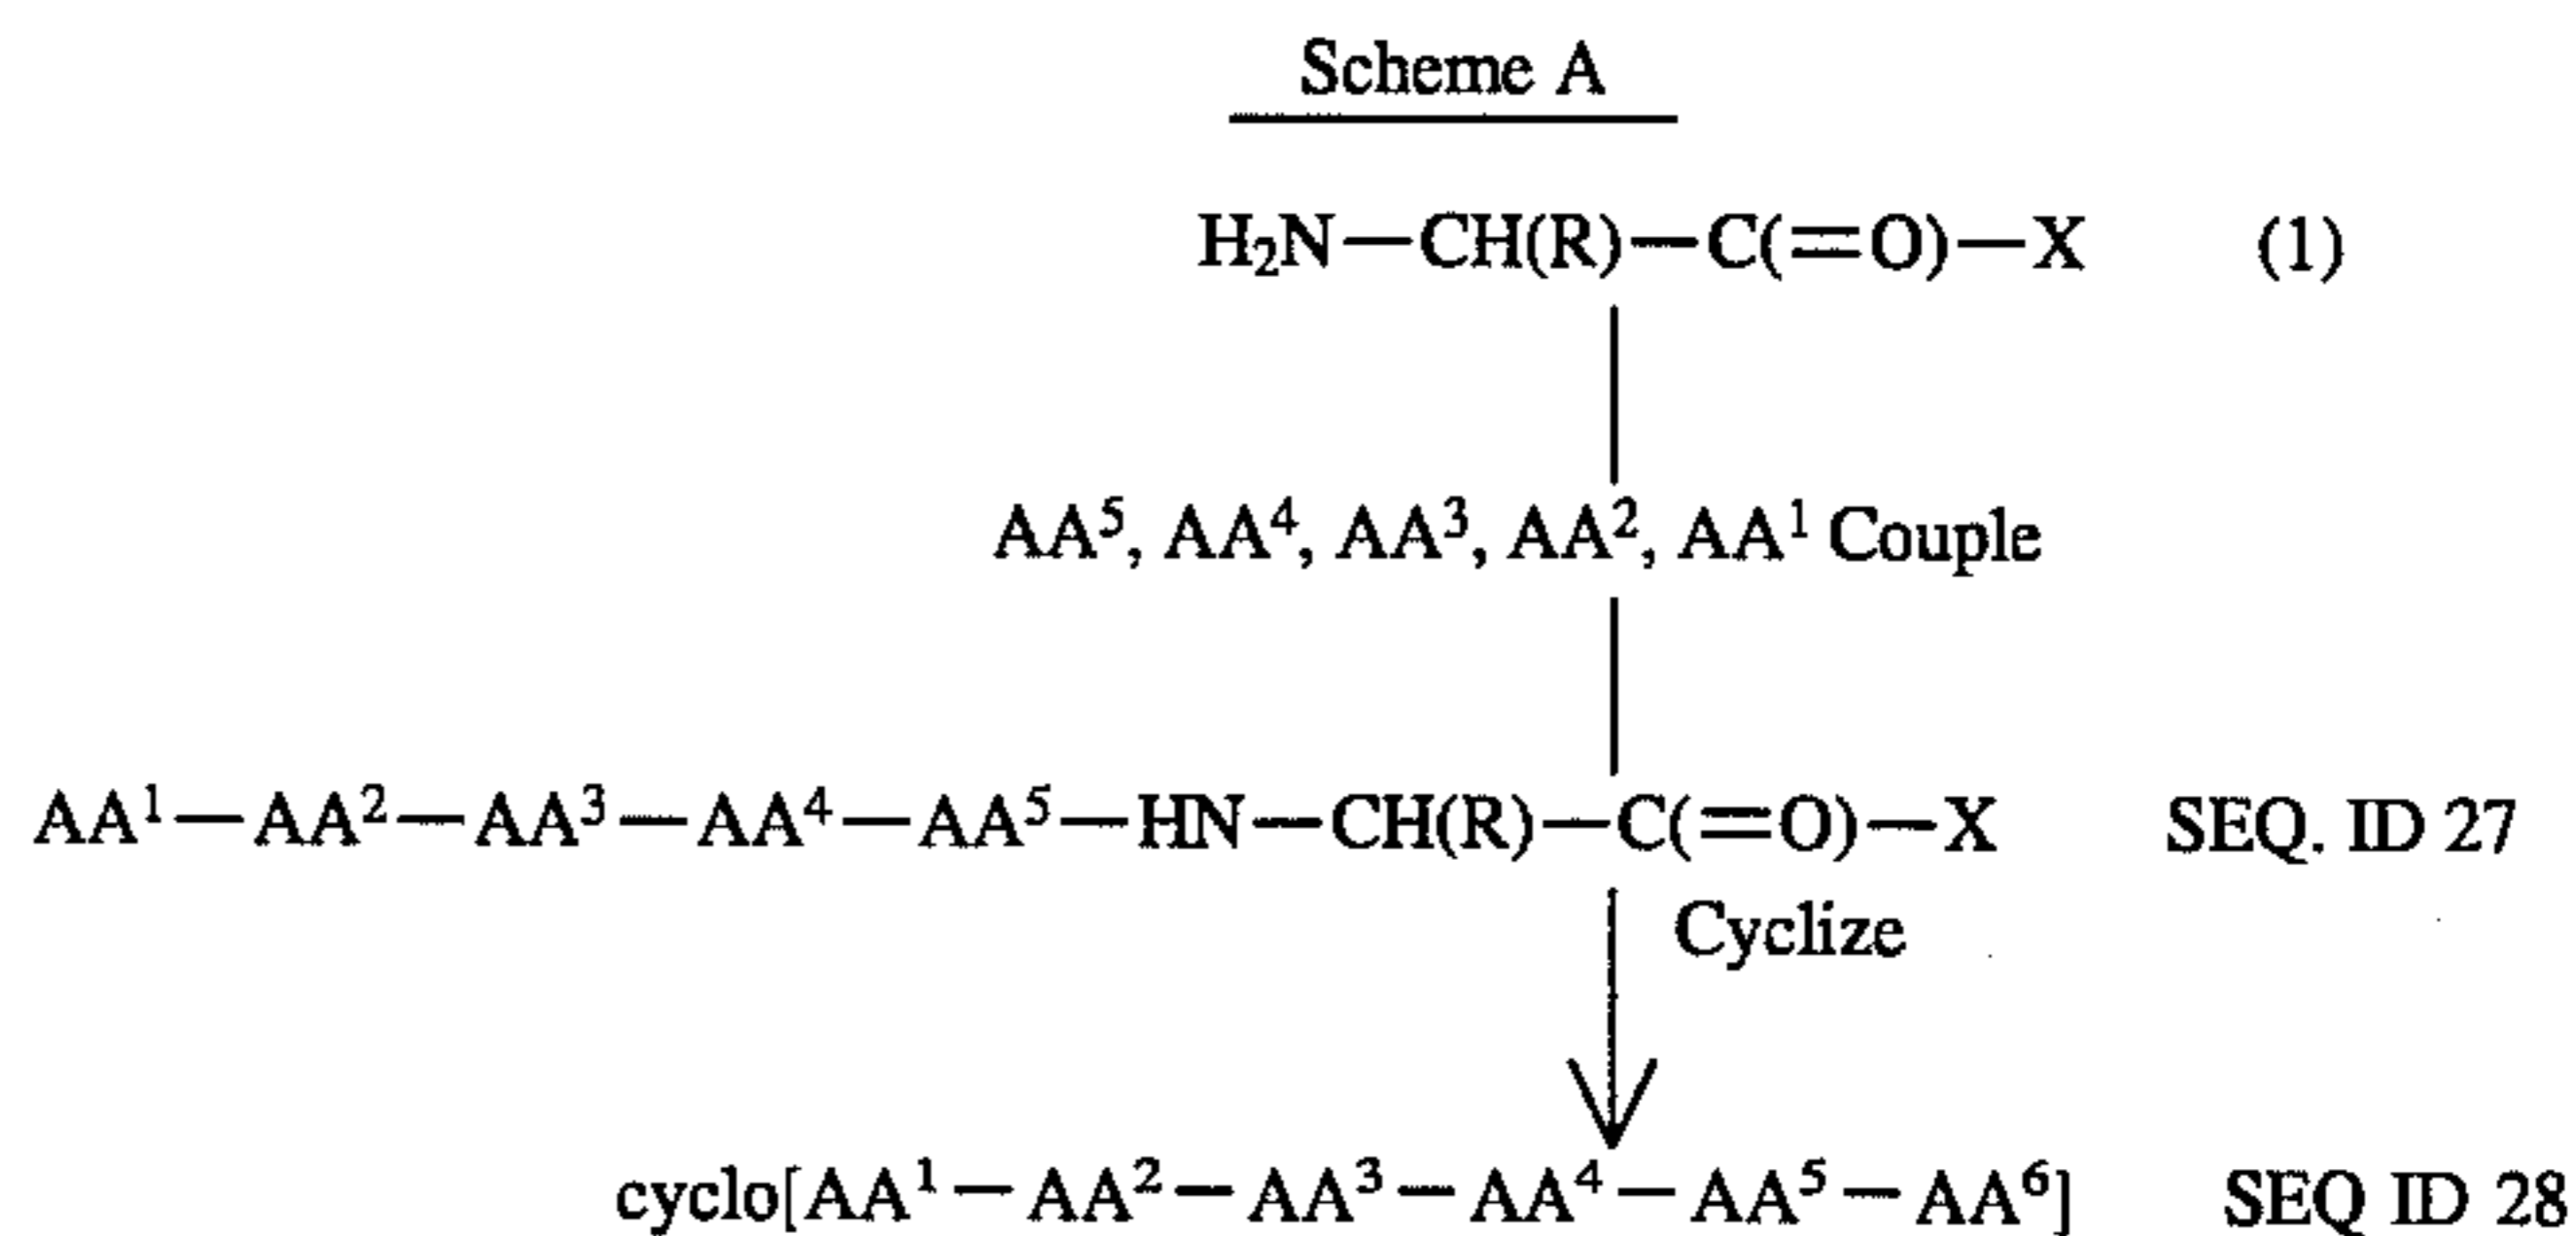 Scheme A
H₂N—CH(R)—C(=O)—X (1)
AA⁵, AA⁴, AA³, AA², AA¹ Couple
AA¹—AA²—AA³—AA⁴—AA⁵—HN—CH(R)—C(=O)—X SEQ. ID 27
Cyclize
cyclo[AA¹—AA²—AA³—AA⁴—AA⁵—AA⁶] SEQ ID 28